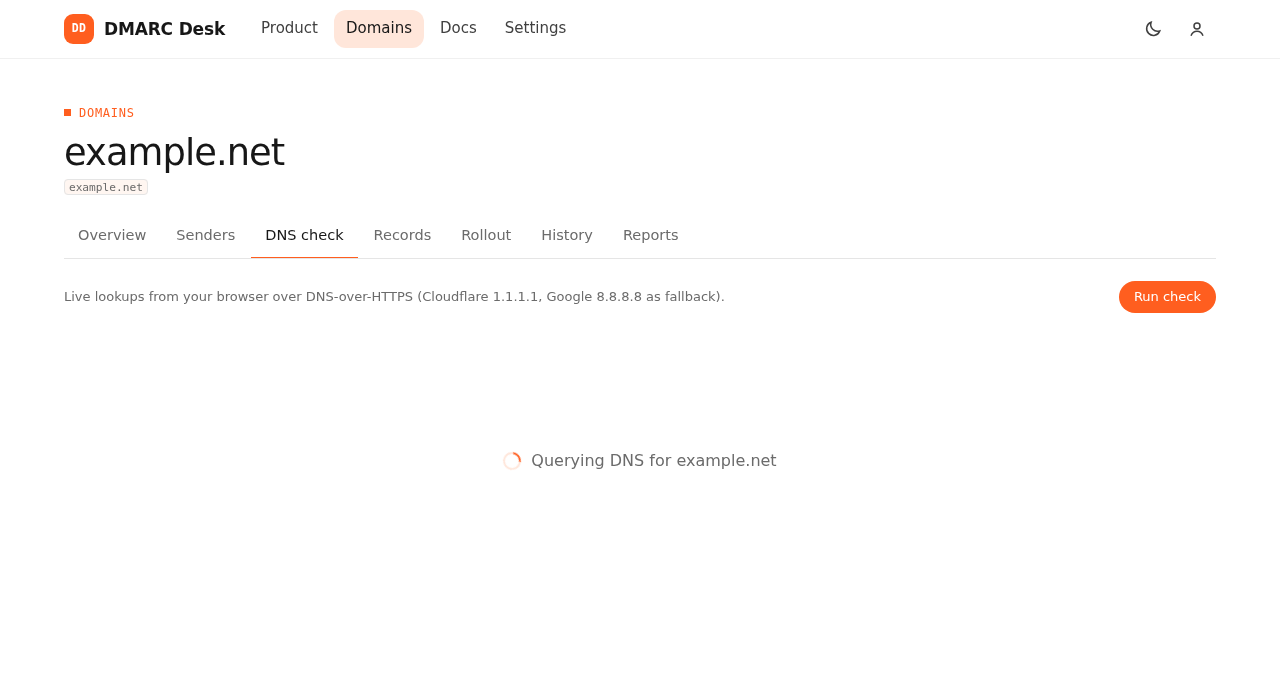 DD DMARC Desk Product Domains Docs Settings
DOMAINS
example.net
example.net
Overview Senders DNS check Records Rollout History Reports
Live lookups from your browser over DNS-over-HTTPS (Cloudflare 1.1.1.1, Google 8.8.8.8 as fallback). Run check
Querying DNS for example.net